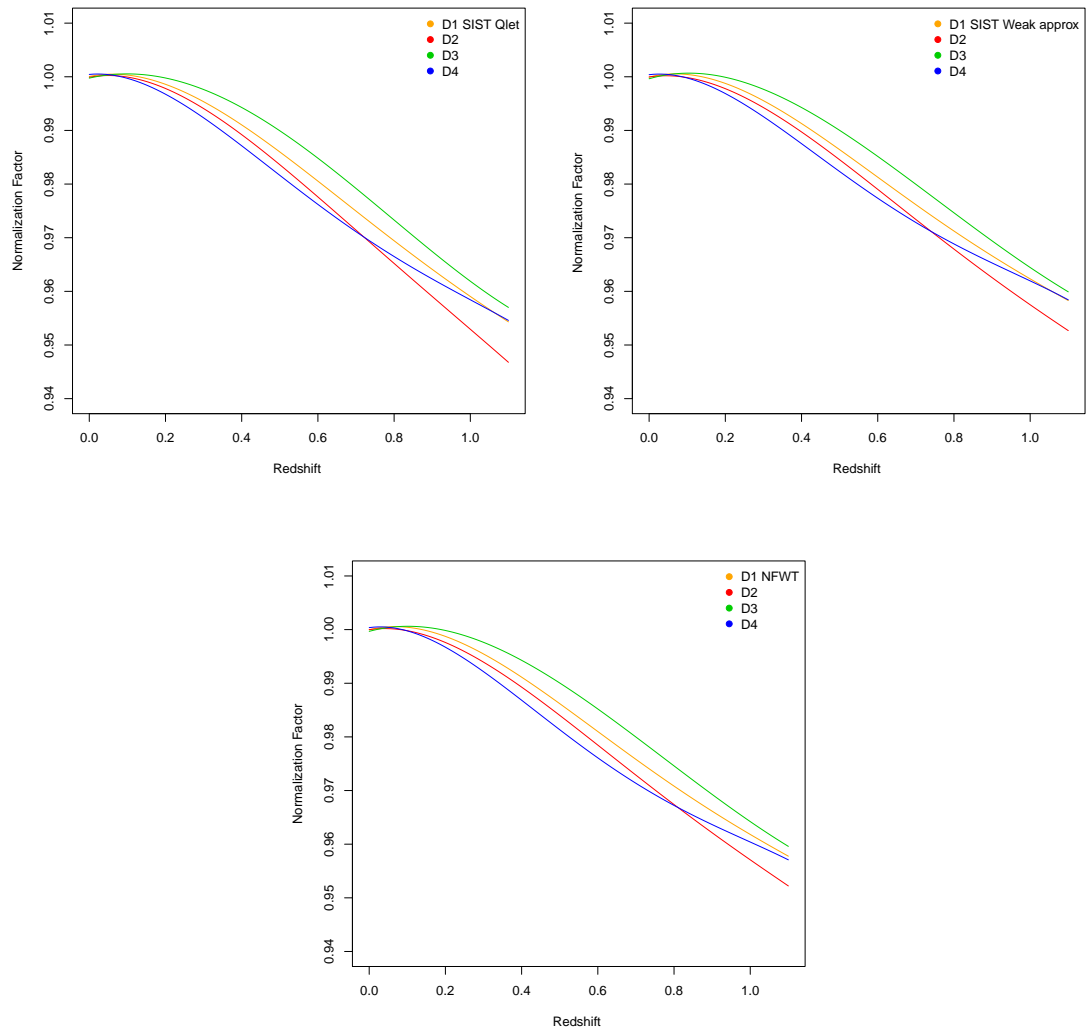 D1 SIST Qlet
D2
D3
D4
Normalization Factor
1.01
1.00
0.99
0.98
0.97
0.96
0.95
0.94
0.0 0.2 0.4 0.6 0.8 1.0
Redshift
D1 SIST Weak approx
D2
D3
D4
Normalization Factor
1.01
1.00
0.99
0.98
0.97
0.96
0.95
0.94
0.0 0.2 0.4 0.6 0.8 1.0
Redshift
D1 NFWT
D2
D3
D4
Normalization Factor
1.01
1.00
0.99
0.98
0.97
0.96
0.95
0.94
0.0 0.2 0.4 0.6 0.8 1.0
Redshift